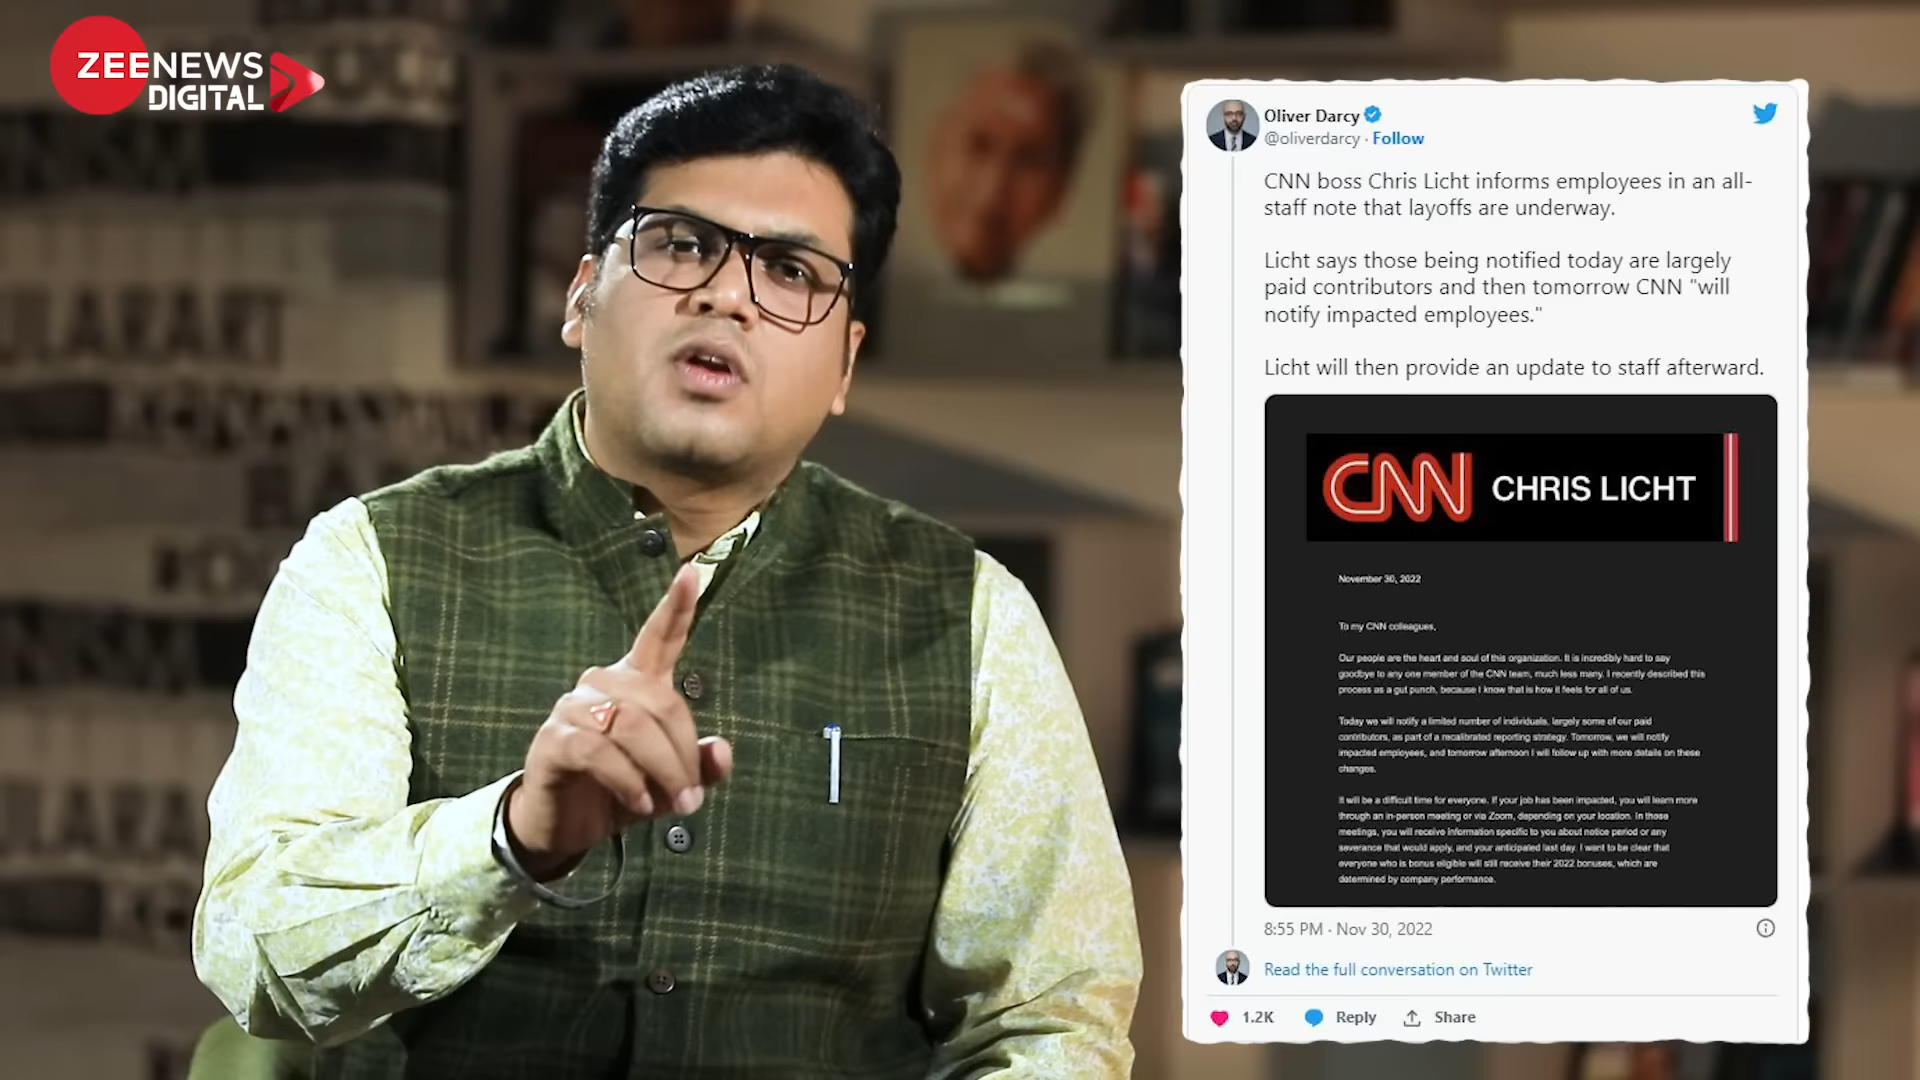 ZEENEWS
DIGITAL
Oliver Darcy
@oliverdarcy · Follow
CNN boss Chris Licht informs employees in an all-
staff note that layoffs are underway.
Licht says those being notified today are largely
paid contributors and then tomorrow CNN "will
notify impacted employees."
Licht will then provide an update to staff afterward.
CNN CHRIS LICHT
November 30, 2022
To my CNN colleagues,
Our people are the heart and soul of this organization. It is incredibly hard to say
goodbye to any one member of the CNN team, much less many. I recently described this
process as a gut punch, because I know that is how it feels for all of us.
Today we will notify a limited number of individuals, largely some of our paid
contributors, as part of a recalibrated reporting strategy. Tomorrow, we will notify
impacted employees, and tomorrow afternoon I will follow up with more details on these
changes.
It will be a difficult time for everyone. If your job has been impacted, you will learn more
through an in-person meeting or via Zoom, depending on your location. In those
meetings, you will receive information specific to you about notice period or any
severance that would apply, and your anticipated last day. I want to be clear that
everyone who is bonus eligible will still receive their 2022 bonuses, which are
determined by company performance.
8:55 PM · Nov 30, 2022
Read the full conversation on Twitter
1.2K Reply Share